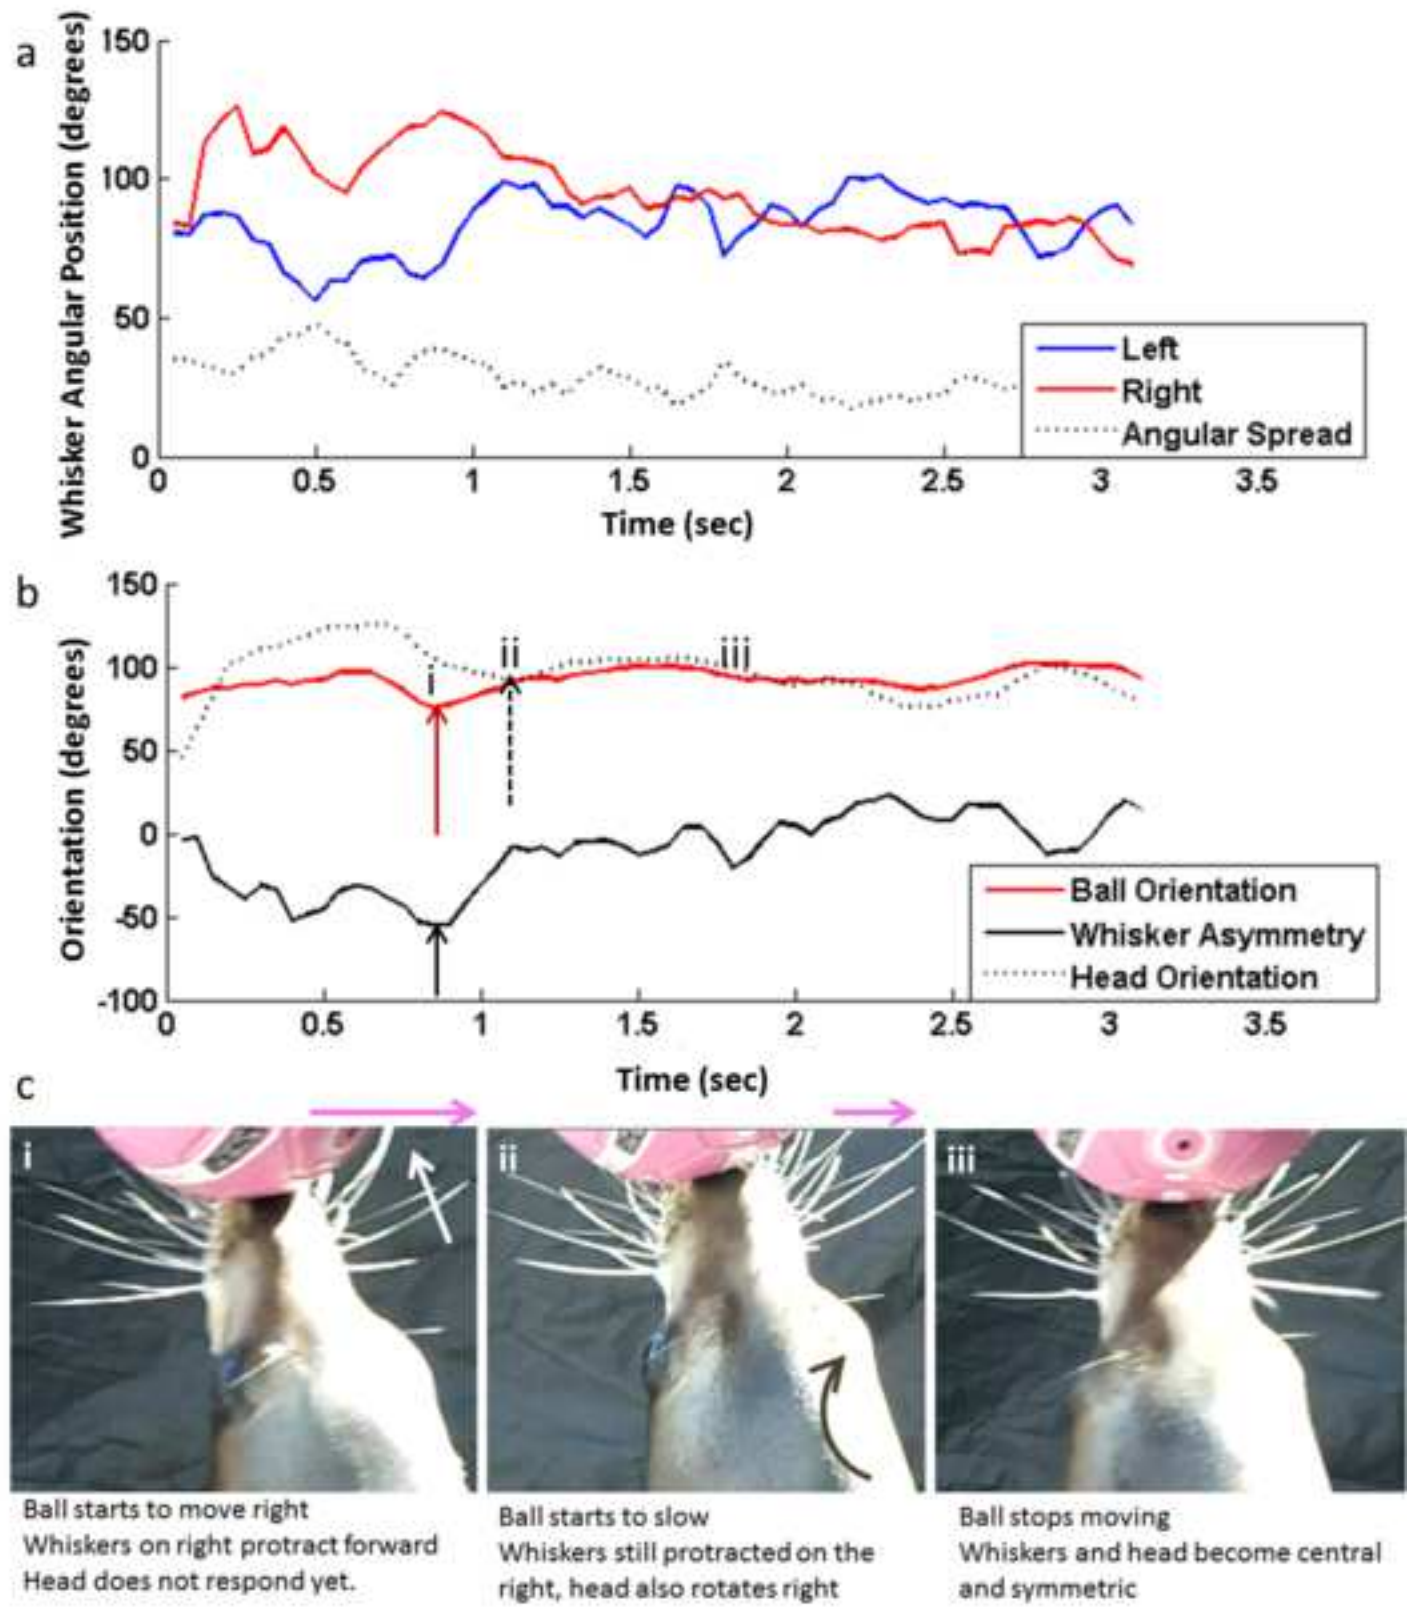 a
Whisker Angular Position (degrees)
150
100
50
0
0 0.5 1 1.5 2 2.5 3 3.5
Time (sec)
Left
Right
Angular Spread
b
Orientation (degrees)
150
100
50
0
-50
-100
0 0.5 1 1.5 2 2.5 3 3.5
Time (sec)
i
ii
iii
Ball Orientation
Whisker Asymmetry
Head Orientation
c
i
ii
iii
Ball starts to move right
Whiskers on right protract forward
Head does not respond yet.
Ball starts to slow
Whiskers still protracted on the
right, head also rotates right
Ball stops moving
Whiskers and head become central
and symmetric